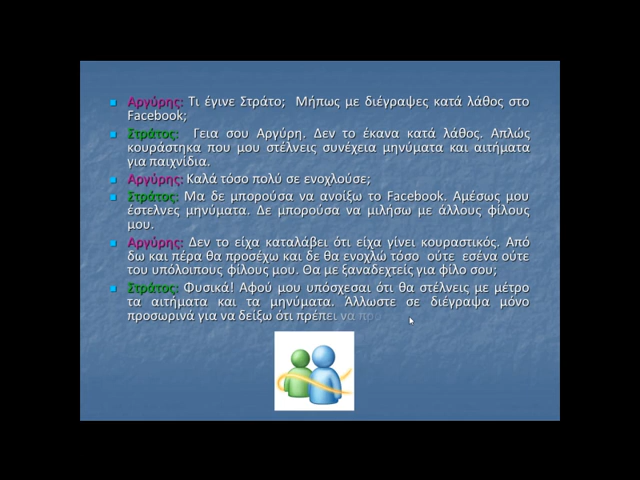 Αργύρης: Τι έγινε Στράτο; Μήπως με διέγραψες κατά λάθος στο
Facebook;
Στράτος: Γεια σου Αργύρη. Δεν το έκανα κατά λάθος. Απλώς
κουράστηκα που μου στέλνεις συνέχεια μηνύματα και αιτήματα
για παιχνίδια.
Αργύρης: Καλά τόσο πολύ σε ενοχλούσε;
Στράτος: Μα δε μπορούσα να ανοίξω το Facebook. Αμέσως μου
έστελνες μηνύματα. Δε μπορούσα να μιλήσω με άλλους φίλους
μου.
Αργύρης: Δεν το είχα καταλάβει ότι είχα γίνει κουραστικός. Από
δω και πέρα θα προσέχω και δε θα ενοχλώ τόσο ούτε εσένα ούτε
του υπόλοιπους φίλους μου. Θα με ξαναδεχτείς για φίλο σου;
Στράτος: Φυσικά! Αφού μου υπόσχεσαι ότι θα στέλνεις με μέτρο
τα αιτήματα και τα μηνύματα. Άλλωστε σε διέγραψα μόνο
προσωρινά για να δείξω ότι πρέπει να